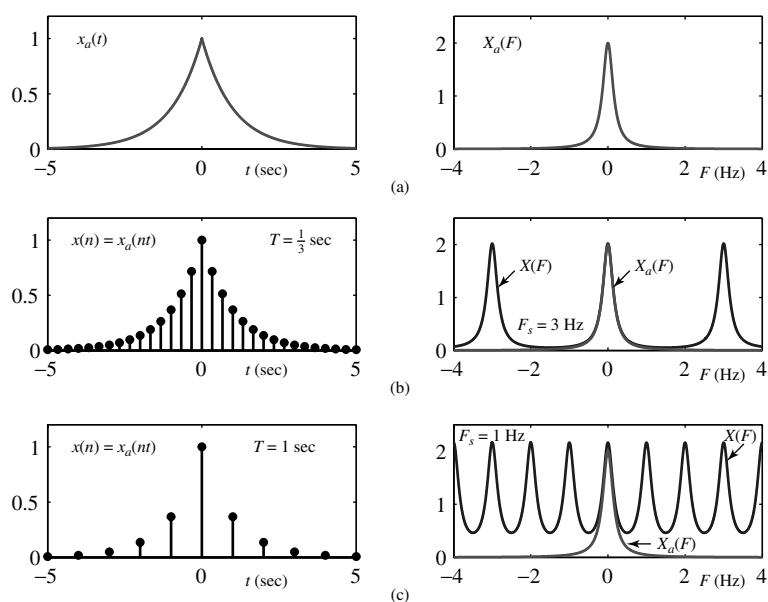 x_a(t)
1
0.5
0
−5 0 5
t (sec)
X_a(F)
2
1
0
−4 −2 0 2 4
F (Hz)
(a)
x(n) = x_a(nt)
T = 1/3 sec
1
0.5
0
−5 0 5
t (sec)
X(F)
X_a(F)
F_s = 3 Hz
2
1
0
−4 −2 0 2 4
F (Hz)
(b)
x(n) = x_a(nt)
T = 1 sec
1
0.5
0
−5 0 5
t (sec)
F_s = 1 Hz
X(F)
X_a(F)
2
1
0
−4 −2 0 2 4
F (Hz)
(c)